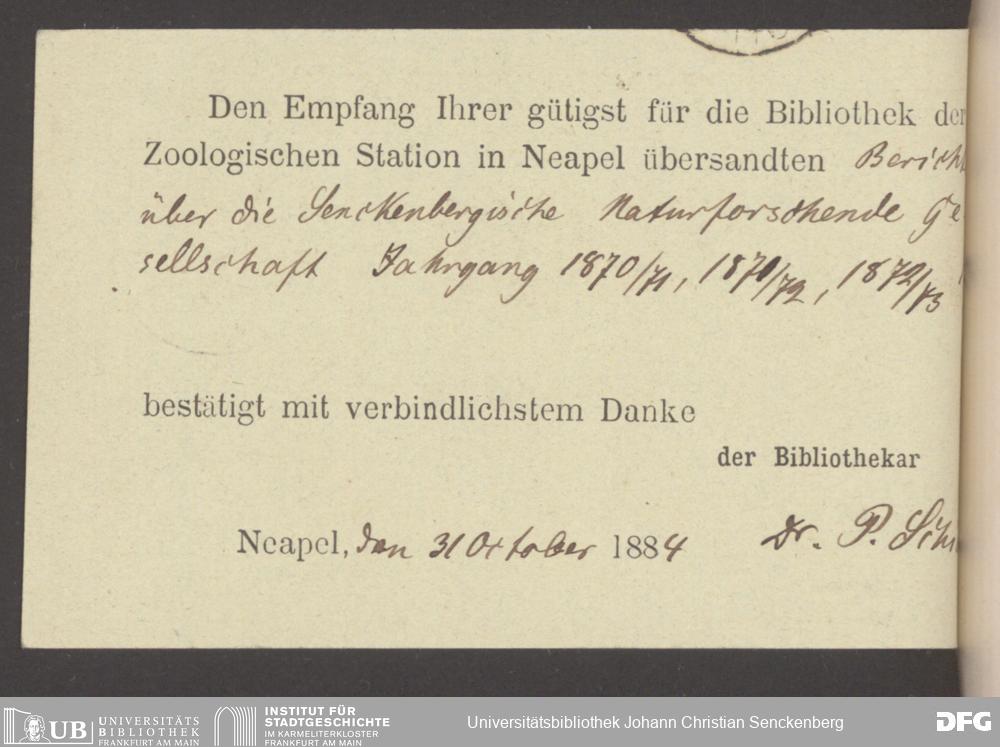 Den Empfang Ihrer gütigst für die Bibliothek der
Zoologischen Station in Neapel übersandten Bericht
über die Senckenbergische Naturforschende Ge
sellschaft Jahrgang 1870/71, 1871/72, 1872/73
bestätigt mit verbindlichstem Danke
der Bibliothekar
Neapel, den 31 October 1884 Dr. P. Sch
UB UNIVERSITÄTS
BIBLIOTHEK
FRANKFURT AM MAIN
INSTITUT FÜR
STADTGESCHICHTE
IM KARMELITERKLOSTER
FRANKFURT AM MAIN
Universitätsbibliothek Johann Christian Senckenberg
DFG